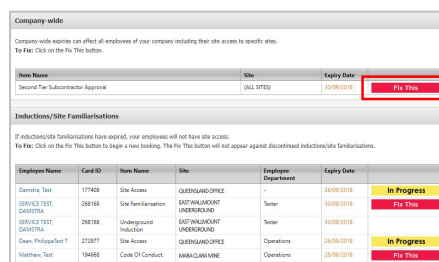 Company-wide
Company-wide expiries can affect all employees of your company including their site access to specific sites.
To Fix: Click on the Fix This button.
Item Name Site Expiry Date
Second Tier Subcontractor Approval (ALL SITES) 30/09/2018 Fix This
Inductions/Site Familiarisations
If inductions/site familiarisations have expired, your employees will not have site access.
To Fix: Click on the Fix This button to begin a new booking. The Fix This button will not appear against discontinued inductions/site familiarisations.
Employee Name Card ID Item Name Site Employee Department Expiry Date
Damstra, Test 177408 Site Access QUEENSLAND OFFICE - 26/09/2018 In Progress
SERVICE TEST, DAMSTRA 268168 Site Familiarisation EAST WALLMOUNT UNDERGROUND Tester 30/09/2018 Fix This
SERVICE TEST, DAMSTRA 268168 Underground Induction EAST WALLMOUNT UNDERGROUND Tester 30/09/2018
Dean, PhilippaTest T 272977 Site Access QUEENSLAND OFFICE Operations 26/09/2018 In Progress
Matthew, Test 194668 Code Of Conduct MARA CLARA MINE Operations 28/09/2018 Fix This